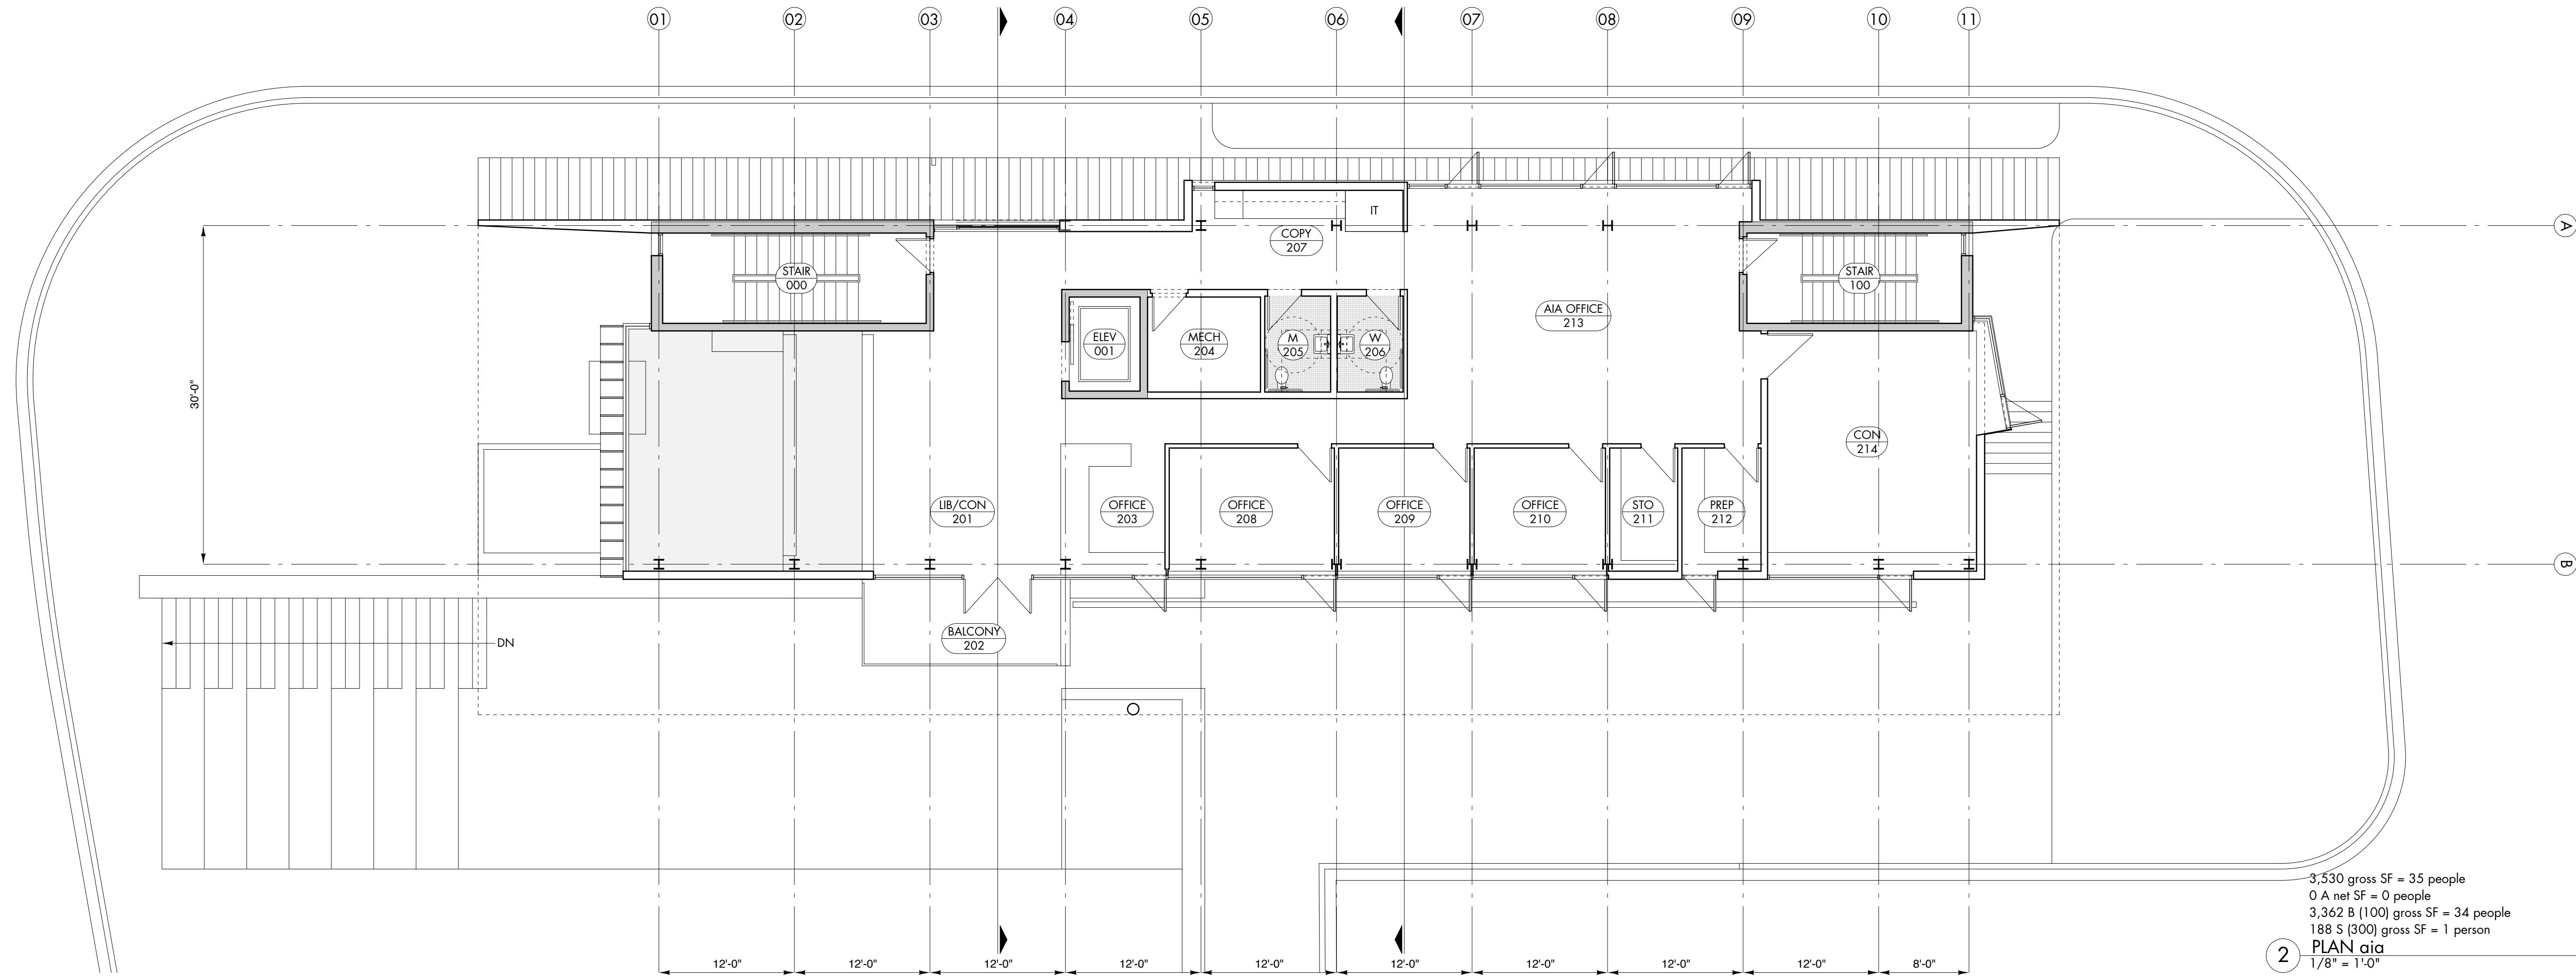 01 02 03 04 05 06 07 08 09 10 11
IT
A
COPY
207
STAIR
000
STAIR
100
AIA OFFICE
213
ELEV
001
MECH
204
M
205
W
206
30'-0"
CON
214
LIB/CON
201
OFFICE
203
OFFICE
208
OFFICE
209
OFFICE
210
STO
211
PREP
212
B
BALCONY
202
DN
3,530 gross SF = 35 people
0 A net SF = 0 people
3,362 B (100) gross SF = 34 people
188 S (300) gross SF = 1 person
2 PLAN aia
1/8" = 1'-0"
12'-0" 12'-0" 12'-0" 12'-0" 12'-0" 12'-0" 12'-0" 12'-0" 12'-0" 8'-0"